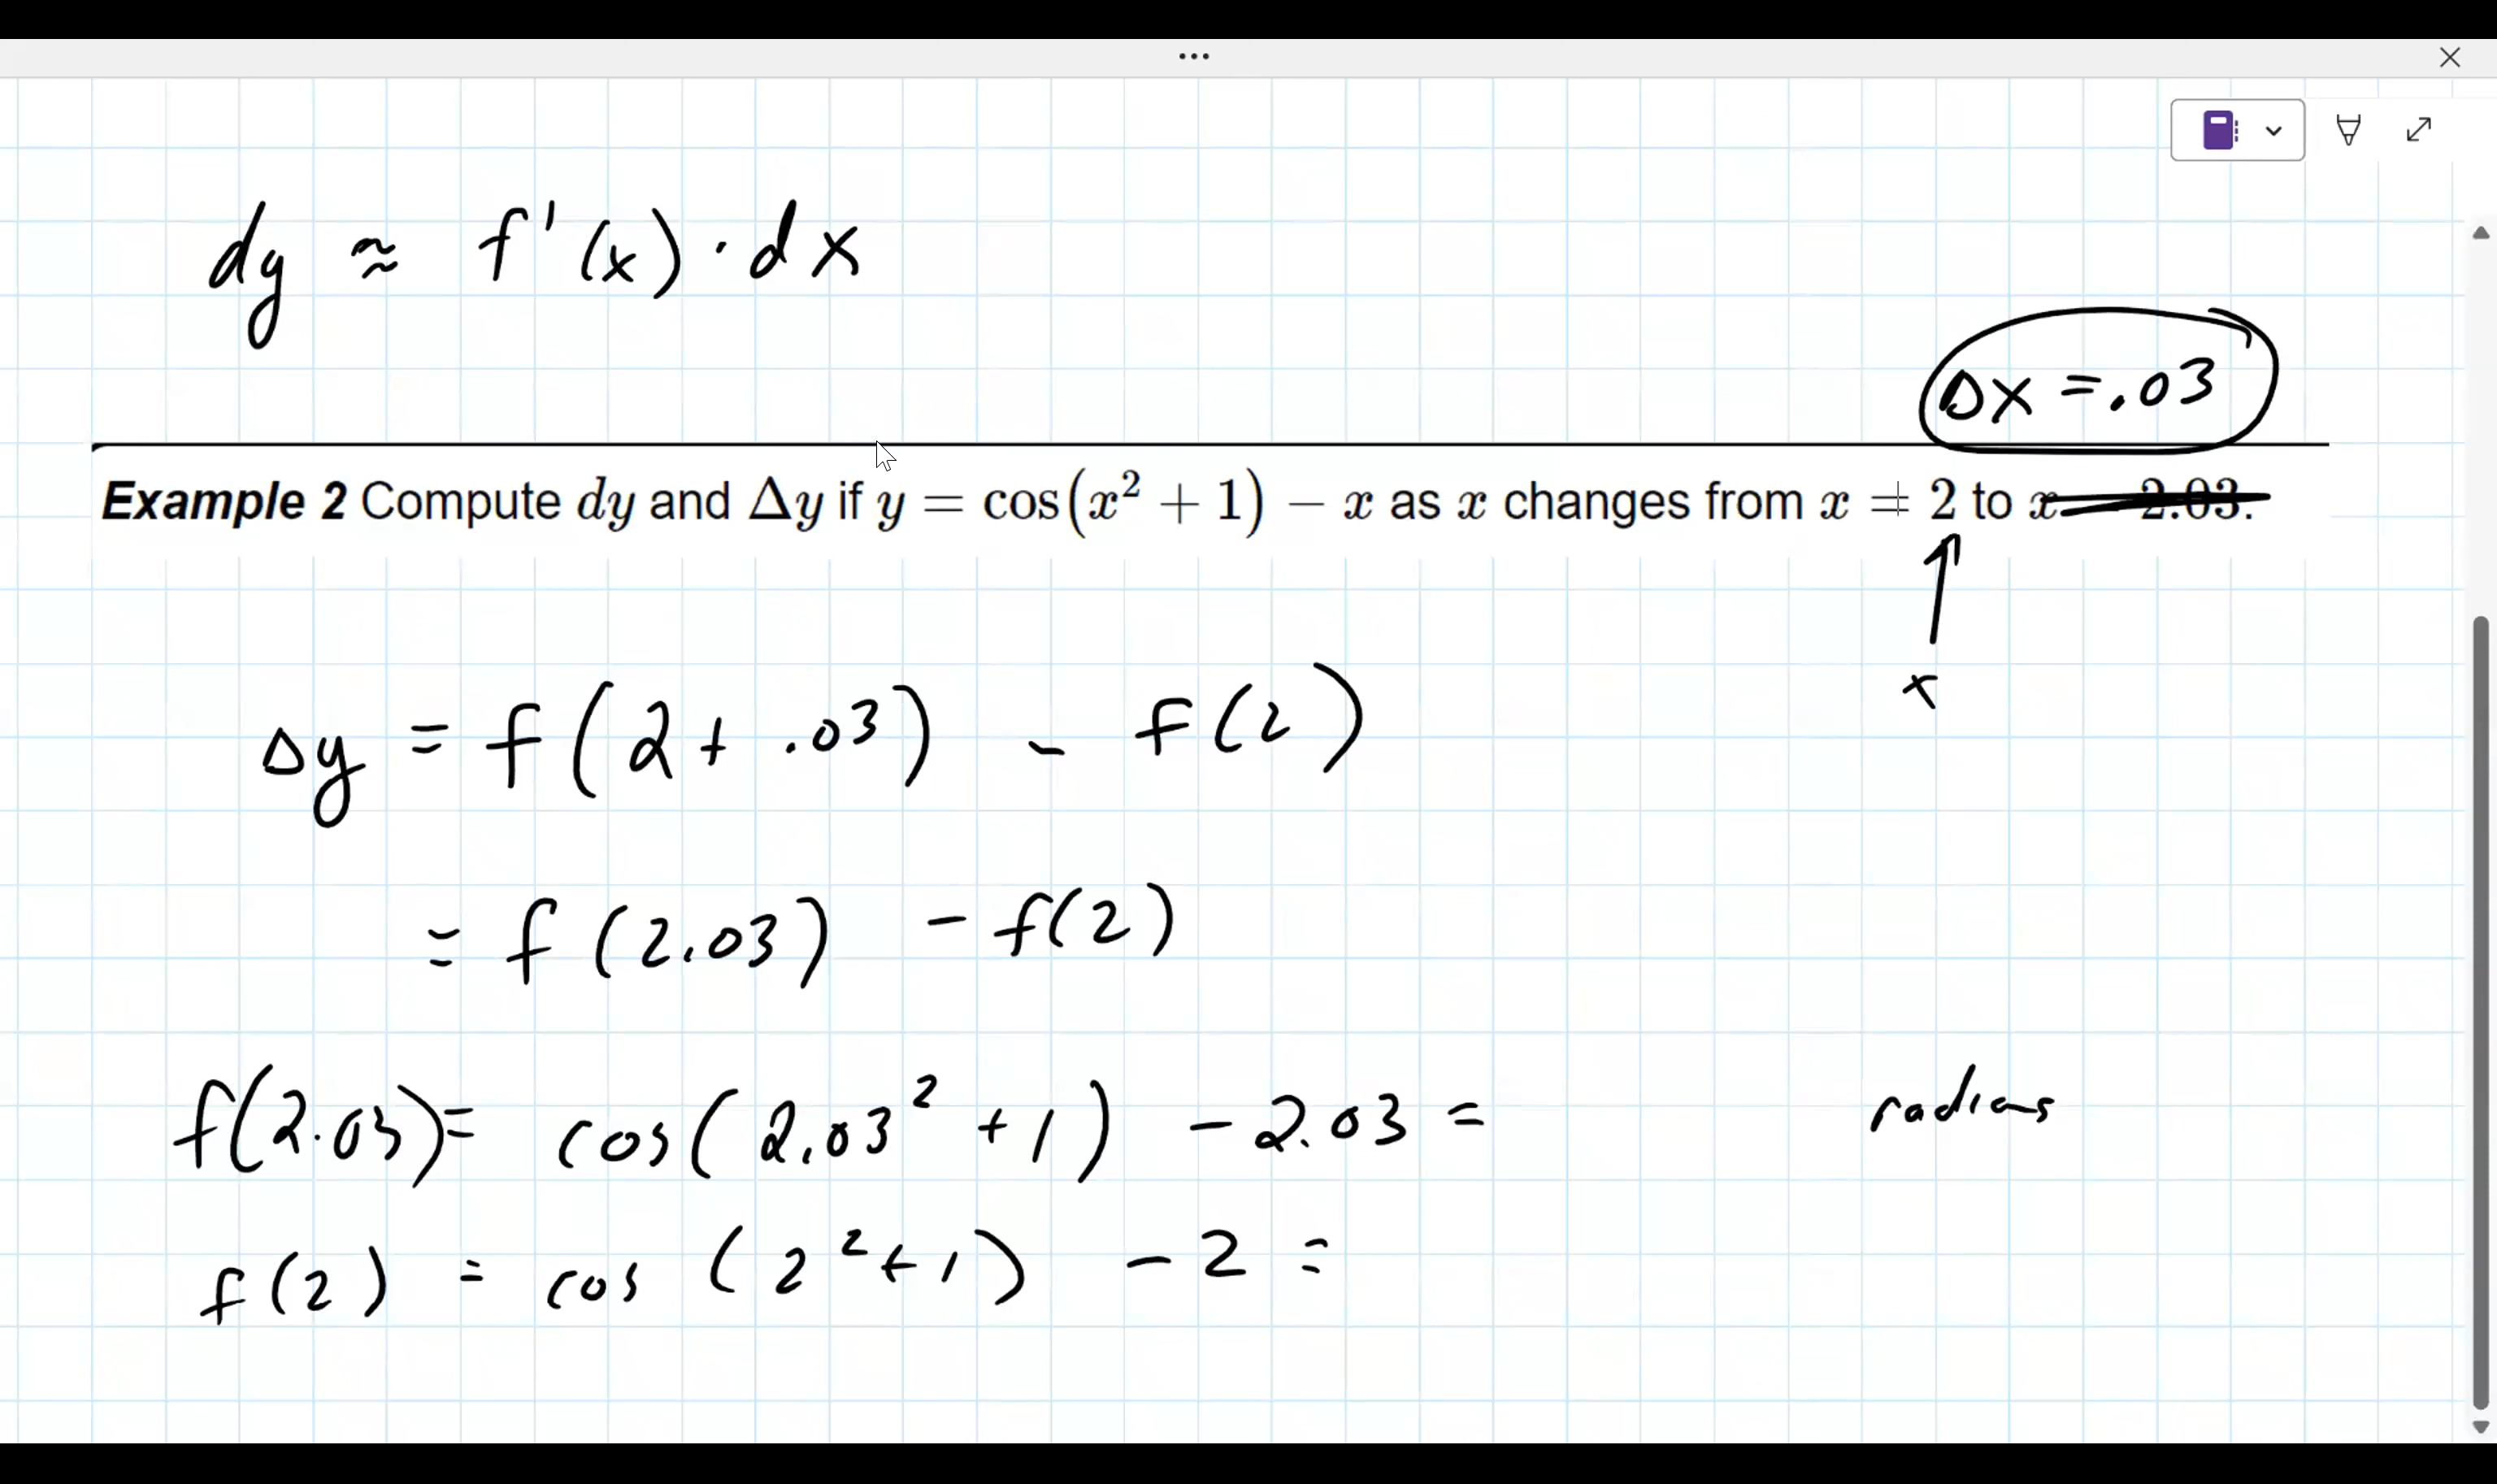 dy ≈ f'(x) · dx
Δx = .03
Example 2 Compute dy and Δy if y = cos(x² + 1) − x as x changes from x = 2 to x = 2.03.
x
Δy = f(2 + .03) - f(2)
= f(2.03) - f(2)
f(2.03) = cos(2.03² + 1) - 2.03 =
radians
f(2) = cos(2² + 1) - 2 =